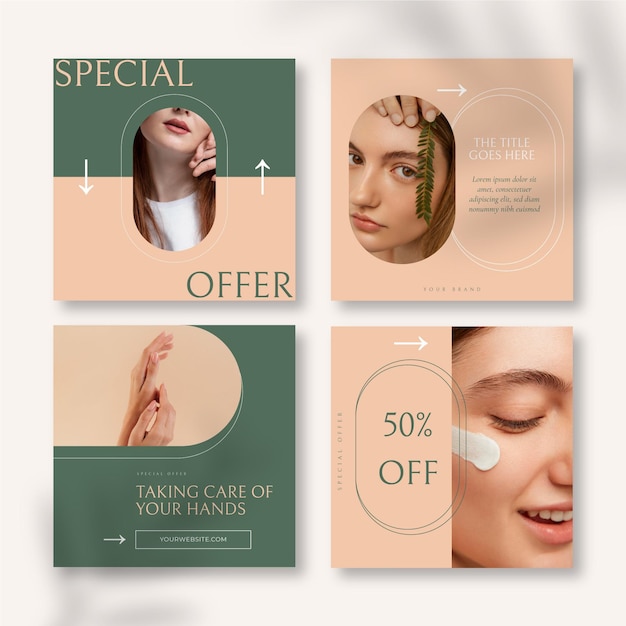 SPECIAL
OFFER
THE TITLE
GOES HERE
Lorem ipsum dolor sit
amet, consectetuer
adipiscing elit, sed diam
nonummy nibh
euismod
YOUR BRAND
SPECIAL OFFER
TAKING CARE OF
YOUR HANDS
YOURWEBSITE.COM
SPECIAL OFFER
50%
OFF